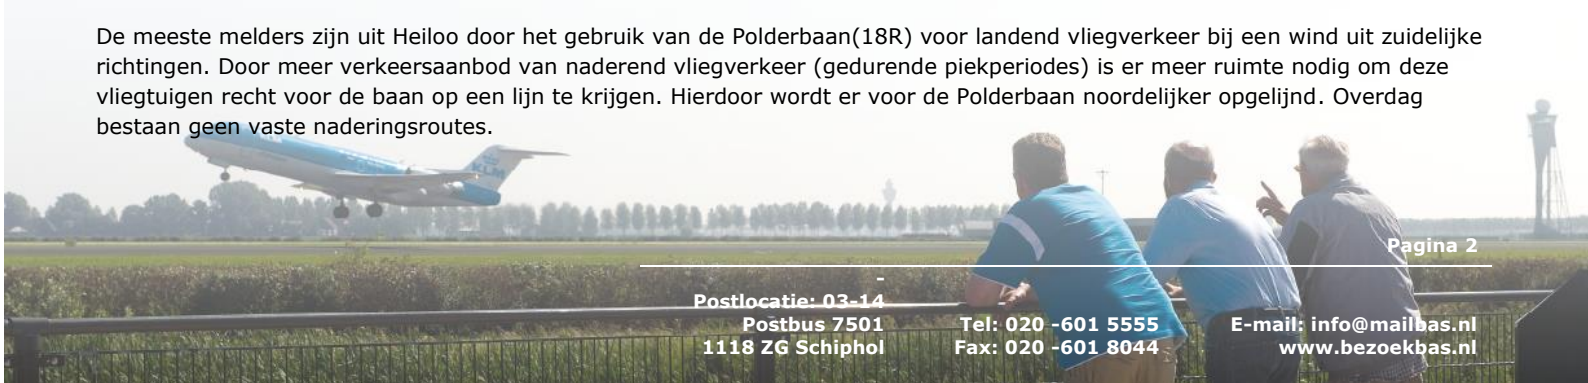 De meeste melders zijn uit Heiloo door het gebruik van de Polderbaan(18R) voor landend vliegverkeer bij een wind uit zuidelijke
richtingen. Door meer verkeersaanbod van naderend vliegverkeer (gedurende piekperiodes) is er meer ruimte nodig om deze
vliegtuigen recht voor de baan op een lijn te krijgen. Hierdoor wordt er voor de Polderbaan noordelijker opgelijnd. Overdag
bestaan geen vaste naderingsroutes.
KLM
Pagina 2
-
Postlocatie: 03-14
Postbus 7501
1118 ZG Schiphol
Tel: 020 -601 5555
Fax: 020 -601 8044
E-mail: info@mailbas.nl
www.bezoekbas.nl